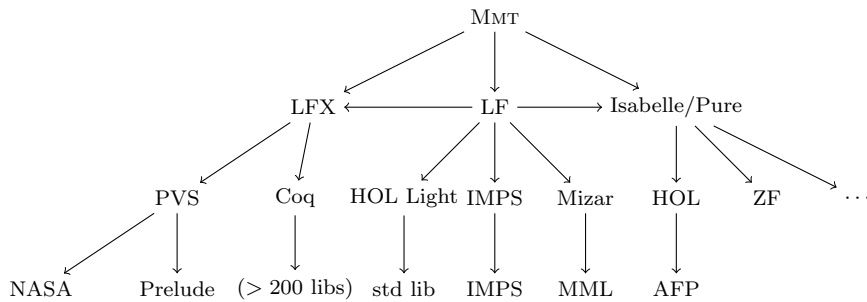 MMT
LFX LF Isabelle/Pure
PVS Coq HOL Light IMPS Mizar HOL ZF ···
NASA Prelude (> 200 libs) std lib IMPS MML AFP